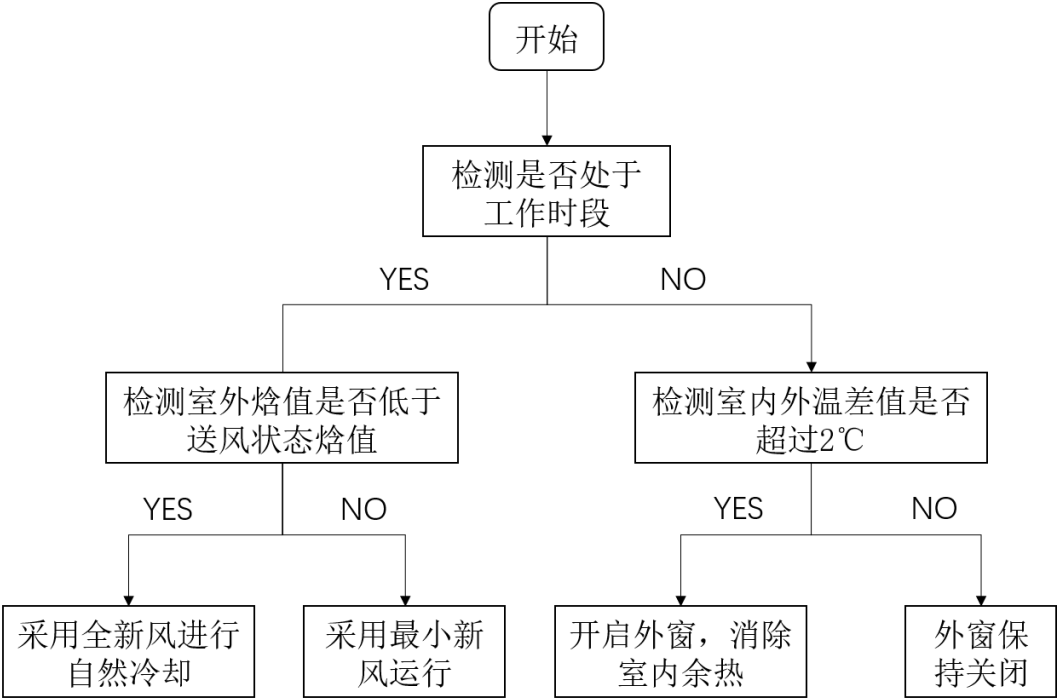 开始
检测是否处于
工作时段
YES
NO
检测室外焓值是否低于
送风状态焓值
检测室内外温差值是否
超过2℃
YES
NO
YES
NO
采用全新风进行
自然冷却
采用最小新
风运行
开启外窗，消除
室内余热
外窗保
持关闭